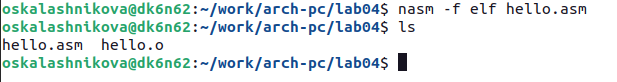 oskalashnikova@dk6n62:~/work/arch-pc/lab04$ nasm -f elf hello.asm
oskalashnikova@dk6n62:~/work/arch-pc/lab04$ ls
hello.asm  hello.o
oskalashnikova@dk6n62:~/work/arch-pc/lab04$